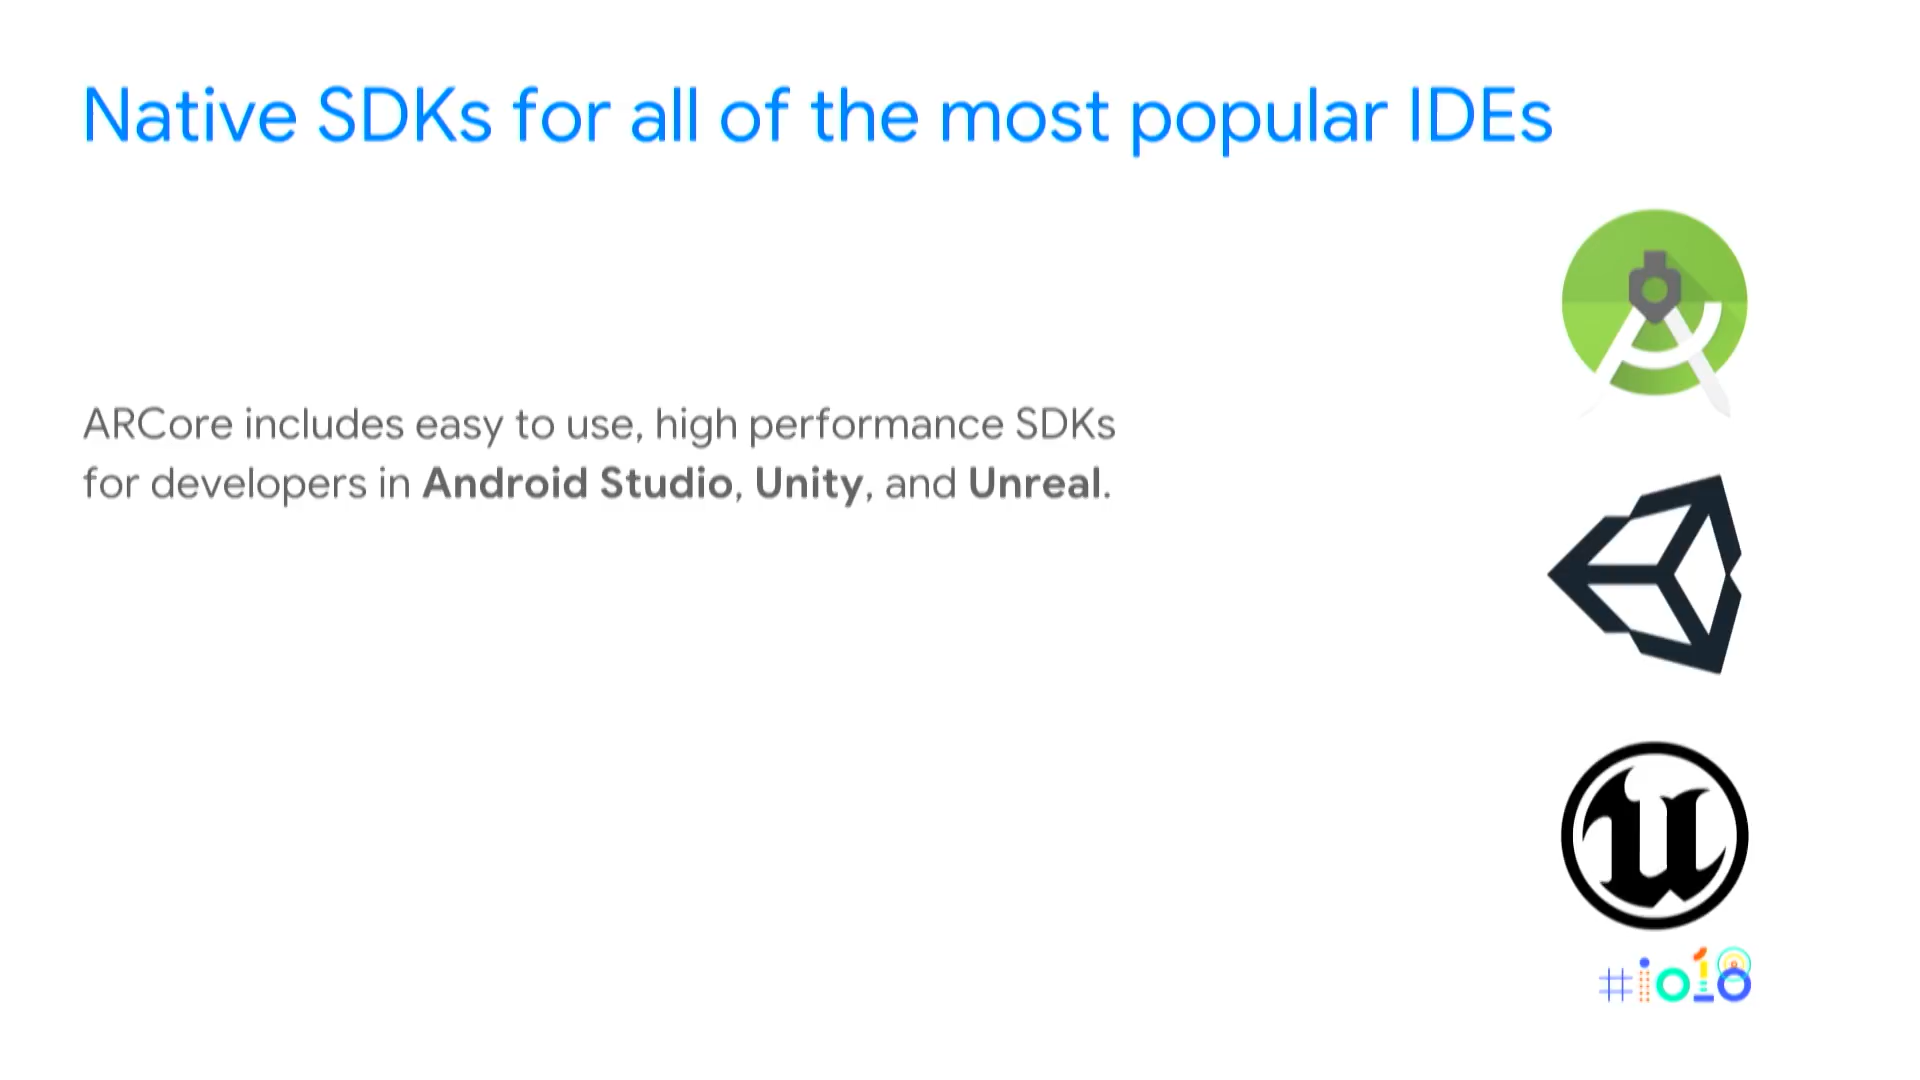 Native SDKs for all of the most popular IDEs
ARCore includes easy to use, high performance SDKs
for developers in Android Studio, Unity, and Unreal.
#io18